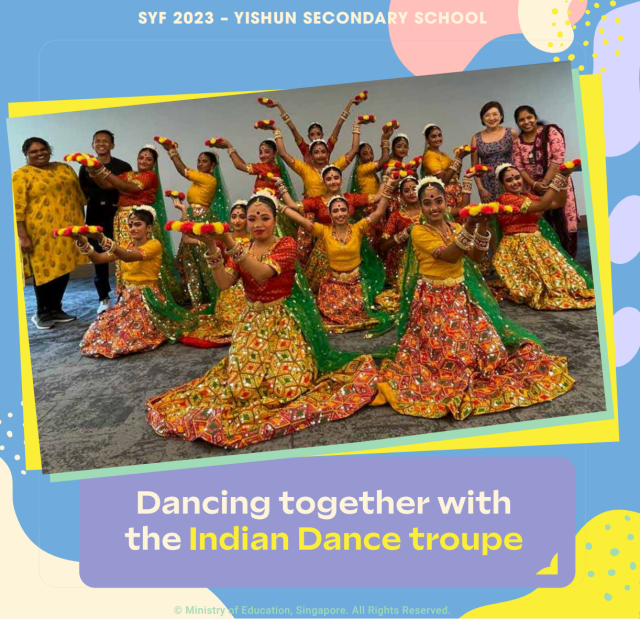 SYF 2023 – YISHUN SECONDARY SCHOOL
Dancing together with
the Indian Dance troupe
© Ministry of Education, Singapore. All Rights Reserved.